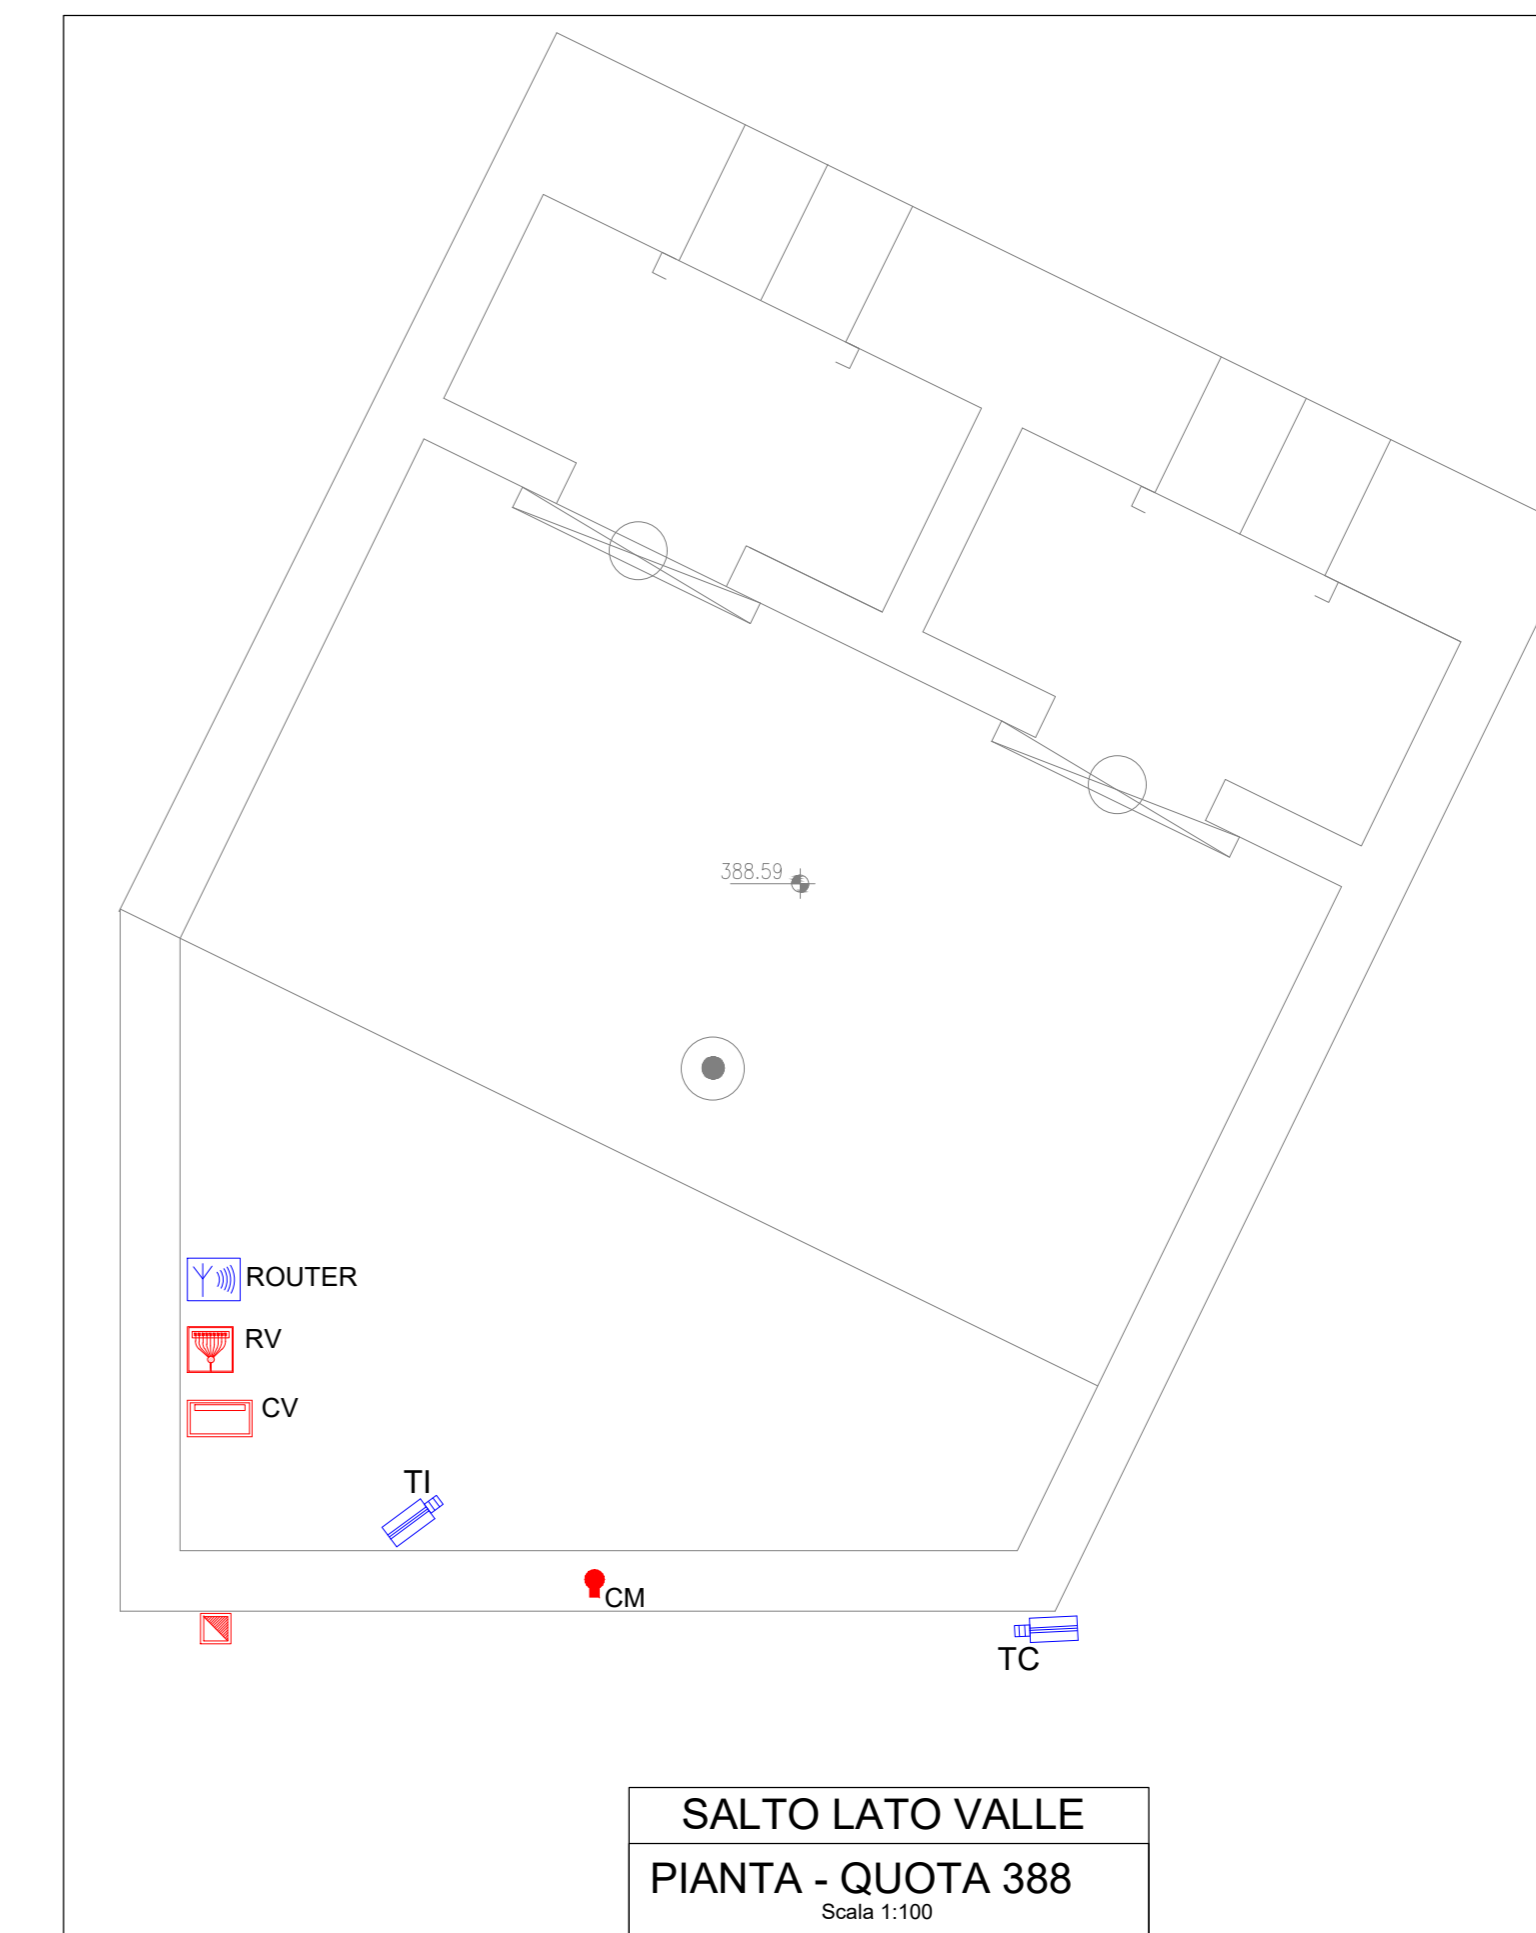 388.59
ROUTER
RV
CV
TI
CM
TC
SALTO LATO VALLE
PIANTA - QUOTA 388
Scala 1:100